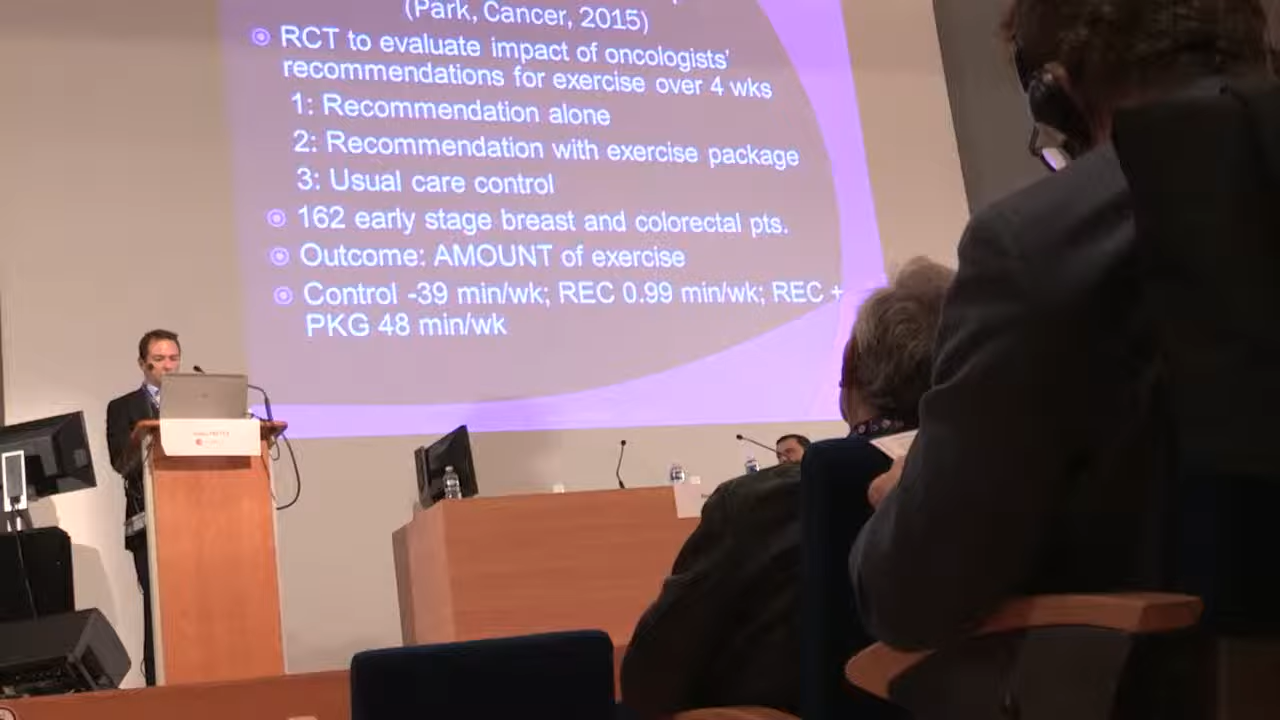 (Park, Cancer, 2015)
RCT to evaluate impact of oncologists'
recommendations for exercise over 4 wks
1: Recommendation alone
2: Recommendation with exercise package
3: Usual care control
162 early stage breast and colorectal pts.
Outcome: AMOUNT of exercise
Control -39 min/wk; REC 0.99 min/wk; REC +
PKG 48 min/wk